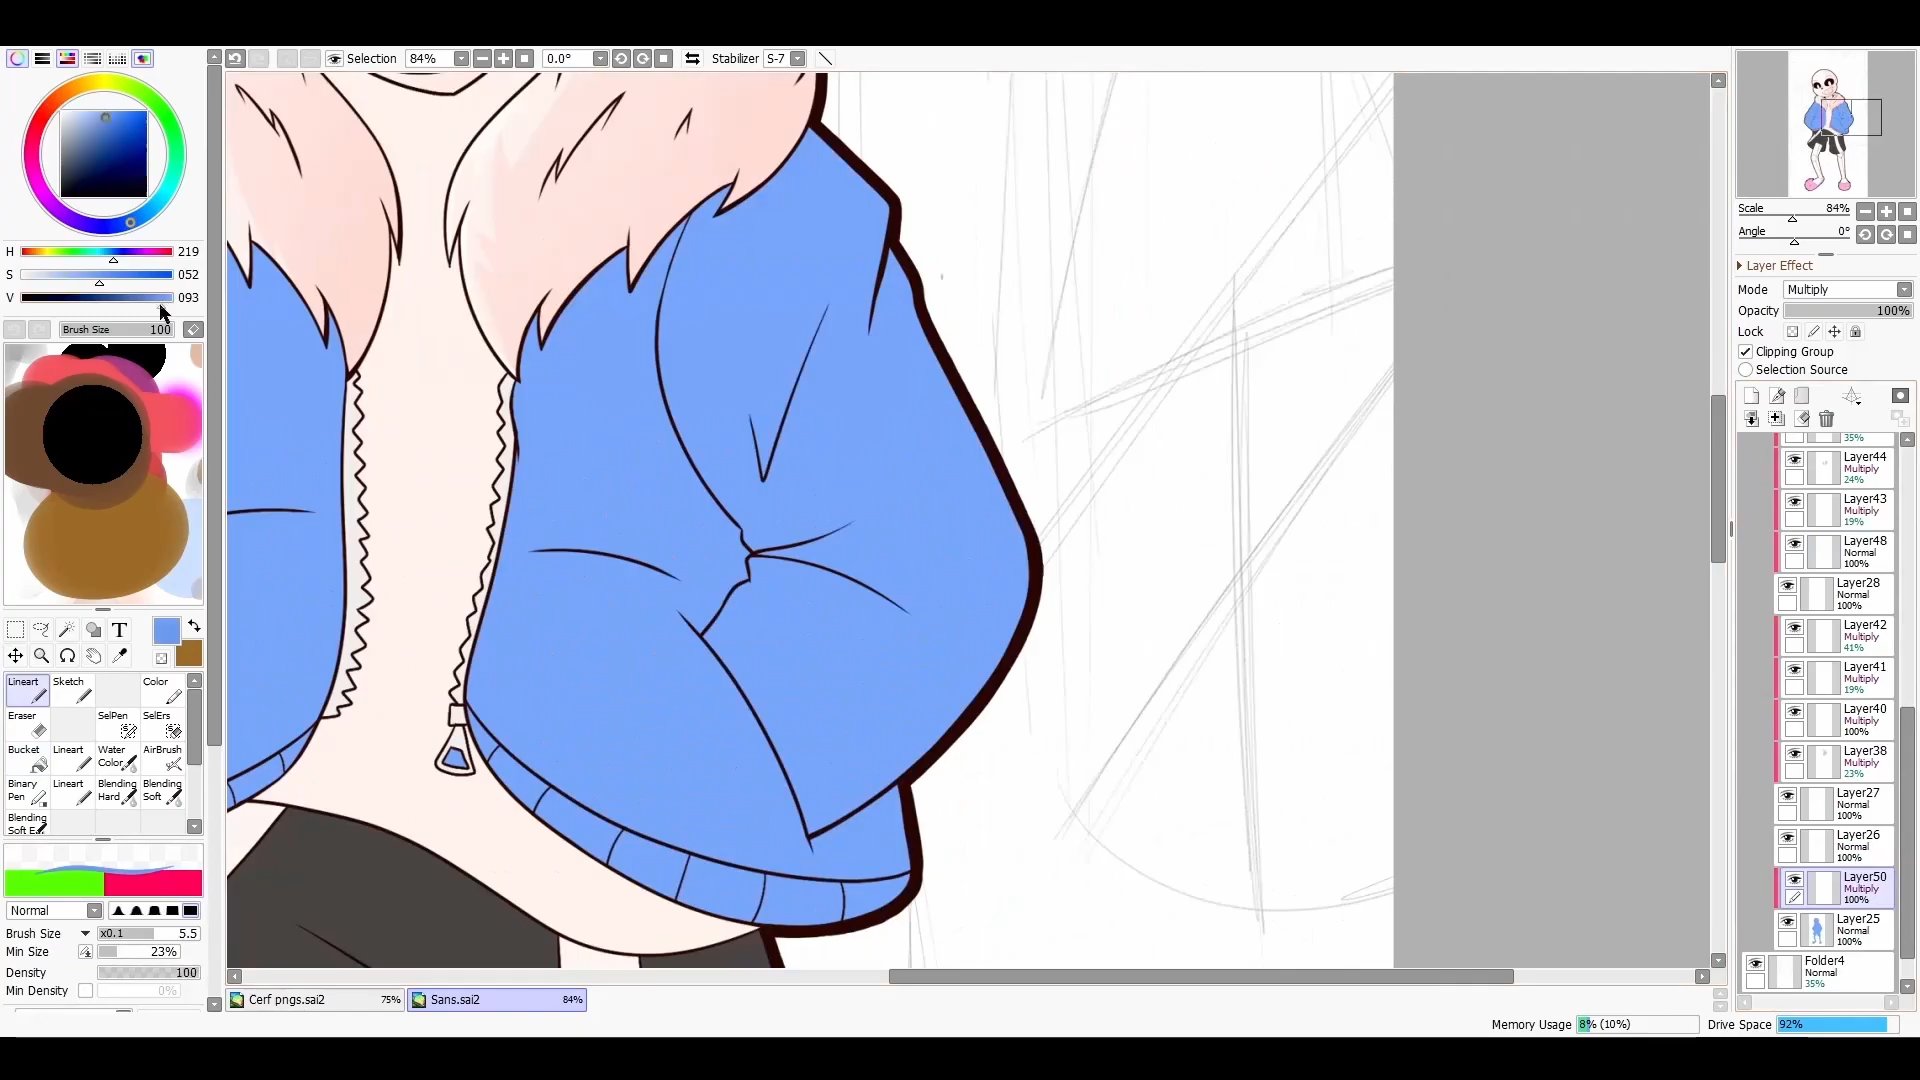 Selection 84% 0.0° Stabilizer S-7
H 219
S 052
V 093
Brush Size 100
T
Lineart Sketch Color
Eraser SelPen SelErs
Bucket Lineart Water Color AirBrush
Binary Pen Lineart Blending Hard Blending Soft
Blending Soft E
Normal
Brush Size x0.1 5.5
Min Size 23%
Density 100
Min Density 0%
Cerf pngs.sai2 75% Sans.sai2 84%
Scale 84%
Angle 0°
Layer Effect
Mode Multiply
Opacity 100%
Lock
Clipping Group
Selection Source
35%
Layer44
Multiply
24%
Layer43
Multiply
19%
Layer48
Normal
100%
Layer28
Normal
100%
Layer42
Multiply
41%
Layer41
Multiply
19%
Layer40
Multiply
100%
Layer38
Multiply
23%
Layer27
Normal
100%
Layer26
Normal
100%
Layer50
Multiply
100%
Layer25
Normal
100%
Folder4
Normal
35%
Memory Usage 8% (10%) Drive Space 92%